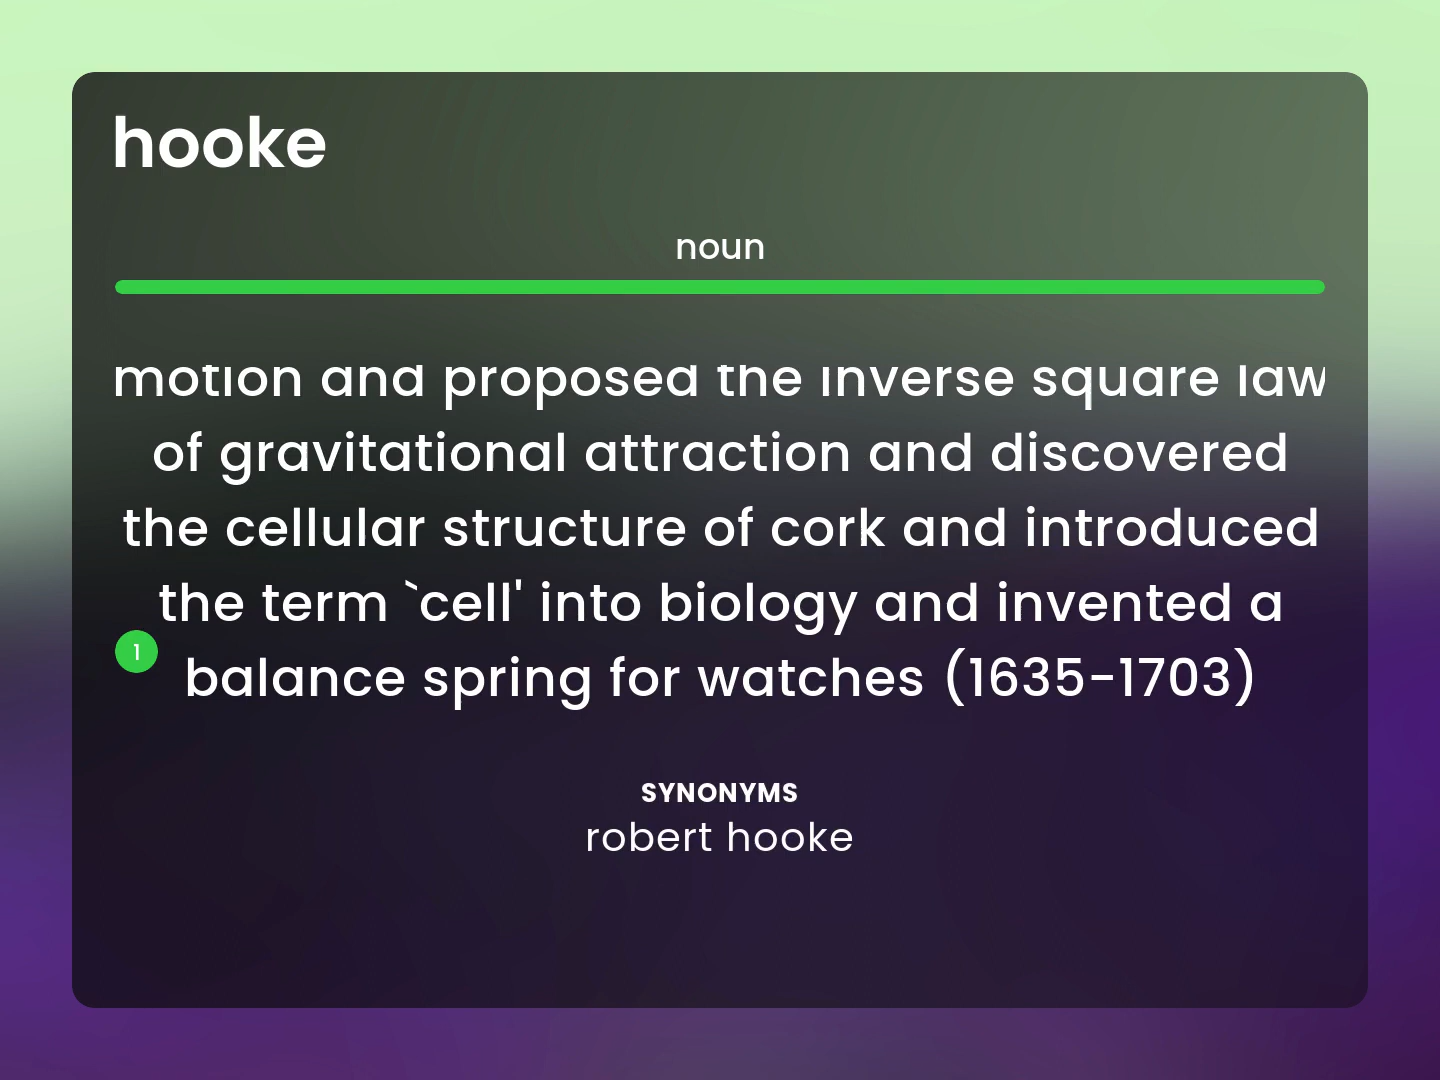 hooke
noun
motion and proposed the inverse square law
of gravitational attraction and discovered
the cellular structure of cork and introduced
the term `cell' into biology and invented a
1
balance spring for watches (1635-1703)
SYNONYMS
robert hooke